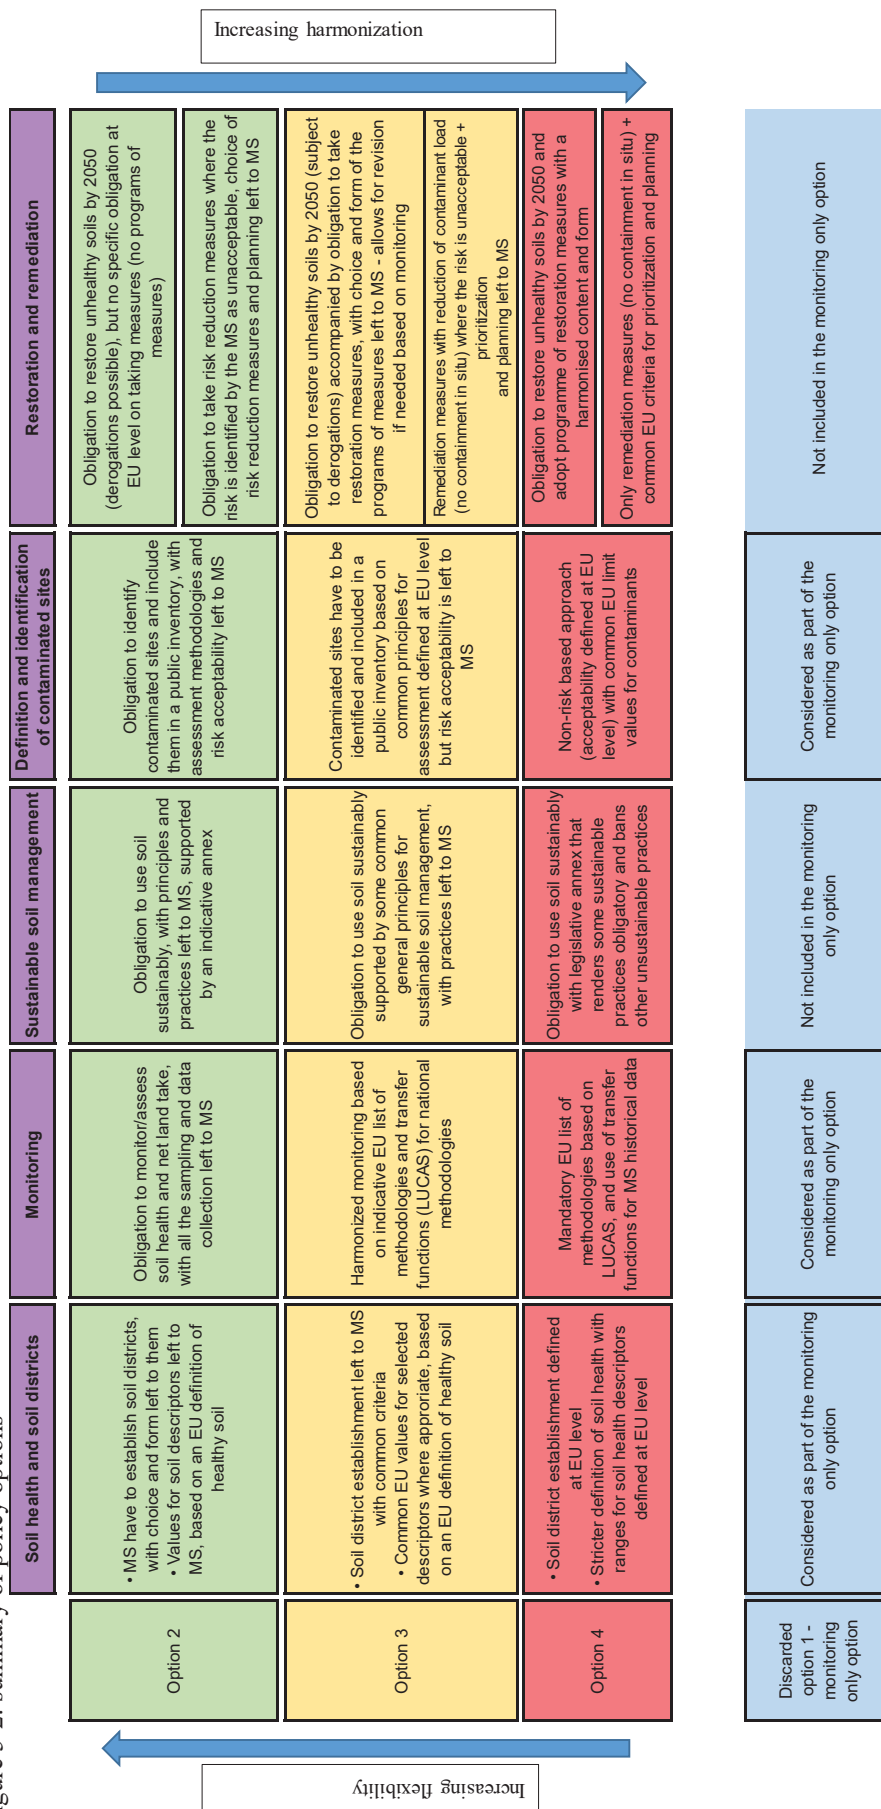 Figure 5-2: summary of policy options
Increasing flexibility
Increasing harmonization
Soil health and soil districts
Monitoring
Sustainable soil management
Definition and identification
of contaminated sites
Restoration and remediation
Option 2
• MS have to establish soil districts,
with choice and form left to them
• Values for soil descriptors left to
MS, based on an EU definition of
healthy soil
Obligation to monitor/assess
soil health and net land take,
with all the sampling and data
collection left to MS
Obligation to use soil
sustainably, with principles and
practices left to MS, supported
by an indicative annex
Obligation to identify
contaminated sites and include
them in a public inventory, with
assessment methodologies and
risk acceptability left to MS
Obligation to restore unhealthy soils by 2050
(derogations possible), but no specific obligation at
EU level on taking measures (no programs of
measures)
Obligation to take risk reduction measures where the
risk is identified by the MS as unacceptable, choice of
risk reduction measures and planning left to MS
Option 3
• Soil district establishment left to MS
with common criteria
• Common EU values for selected
descriptors where approriate, based
on an EU definition of healthy soil
Harmonized monitoring based
on indicative EU list of
methodologies and transfer
functions (LUCAS) for national
methodologies
Obligation to use soil sustainably
supported by some common
general principles for
sustainable soil management,
with practices left to MS
Contaminated sites have to be
identified and included in a
public inventory based on
common principles for
assessment defined at EU level
but risk acceptability is left to
MS
Obligation to restore unhealthy soils by 2050 (subject
to derogations) accompanied by obligation to take
restoration measures, with choice and form of the
programs of measures left to MS - allows for revision
if needed based on monitoring
Remediation measures with reduction of contaminant load
(no containment in situ) where the risk is unacceptable +
prioritization
and planning left to MS
Option 4
• Soil district establishment defined
at EU level
• Stricter definition of soil health with
ranges for soil health descriptors
defined at EU level
Mandatory EU list of
methodologies based on
LUCAS, and use of transfer
functions for MS historical data
Obligation to use soil sustainably
with legislative annex that
renders some sustainable
practices obligatory and bans
other unsustainable practices
Non-risk based approach
(acceptability defined at EU
level) with common EU limit
values for contaminants
Obligation to restore unhealthy soils by 2050 and
adopt programme of restoration measures with a
harmonised content and form
Only remediation measures (no containment in situ) +
common EU criteria for prioritization and planning
Discarded
option 1 -
monitoring
only option
Considered as part of the monitoring
only option
Considered as part of the
monitoring only option
Not included in the monitoring
only option
Considered as part of the
monitoring only option
Not included in the monitoring only option